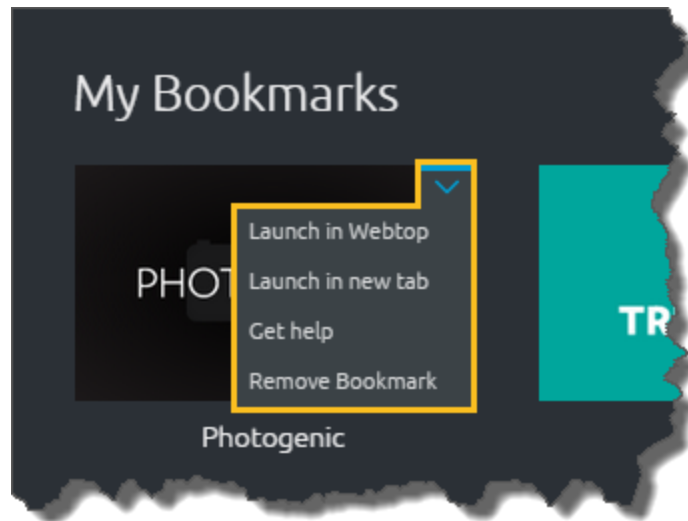 My Bookmarks
Launch in Webtop
PHOT
Launch in new tab
Get help
TR
Remove Bookmark
Photogenic